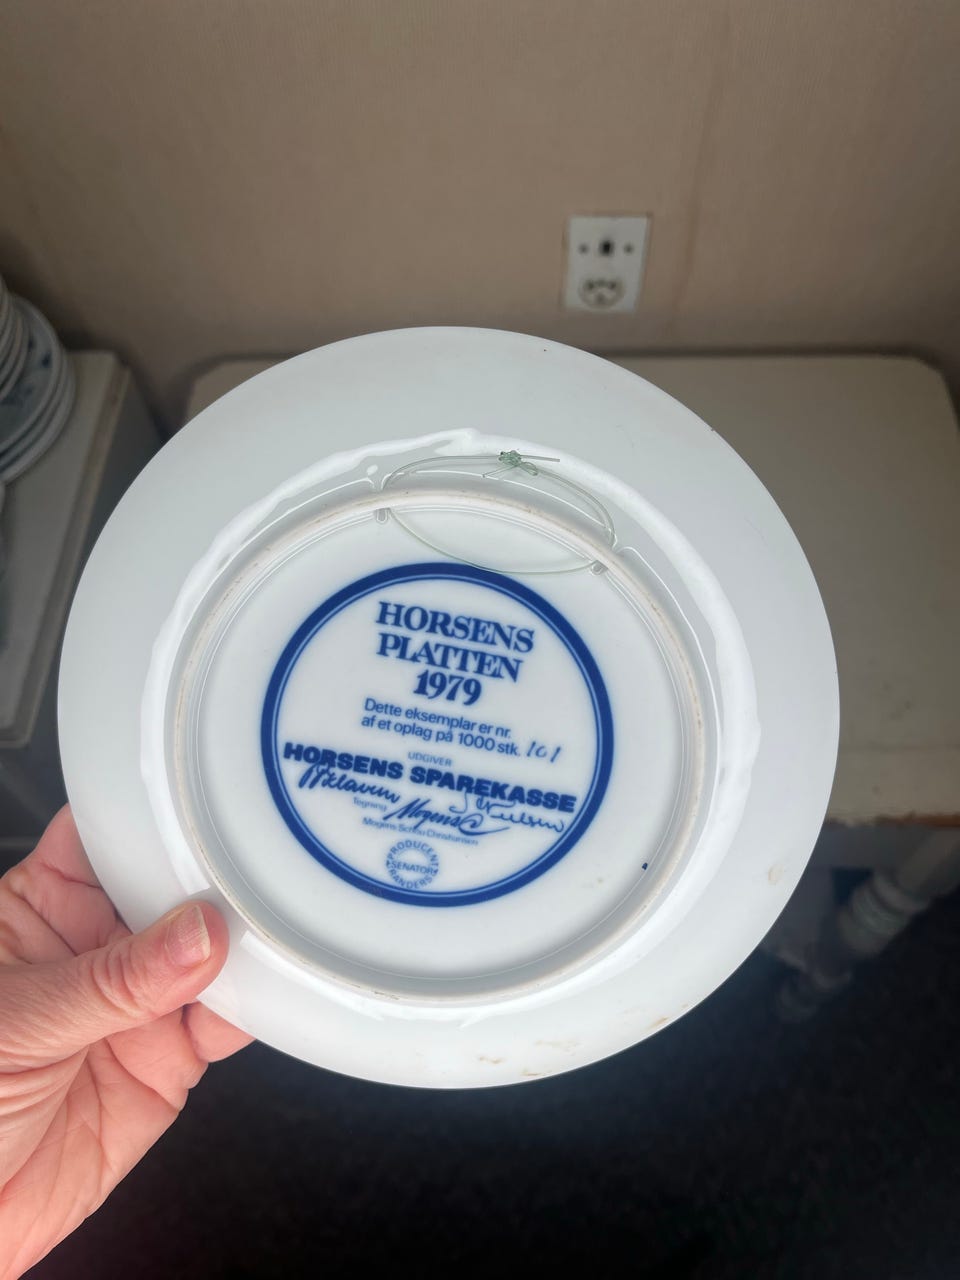 HORSENS
PLATTEN
1979
Dette eksemplar er nr.
af et oplag på 1000 stk. 101
UDGIVER
HORSENS SPAREKASSE
Tegning
Mogens
Mogens Schou Christiansen
PRODUCENT
SENATOR
RANDERS